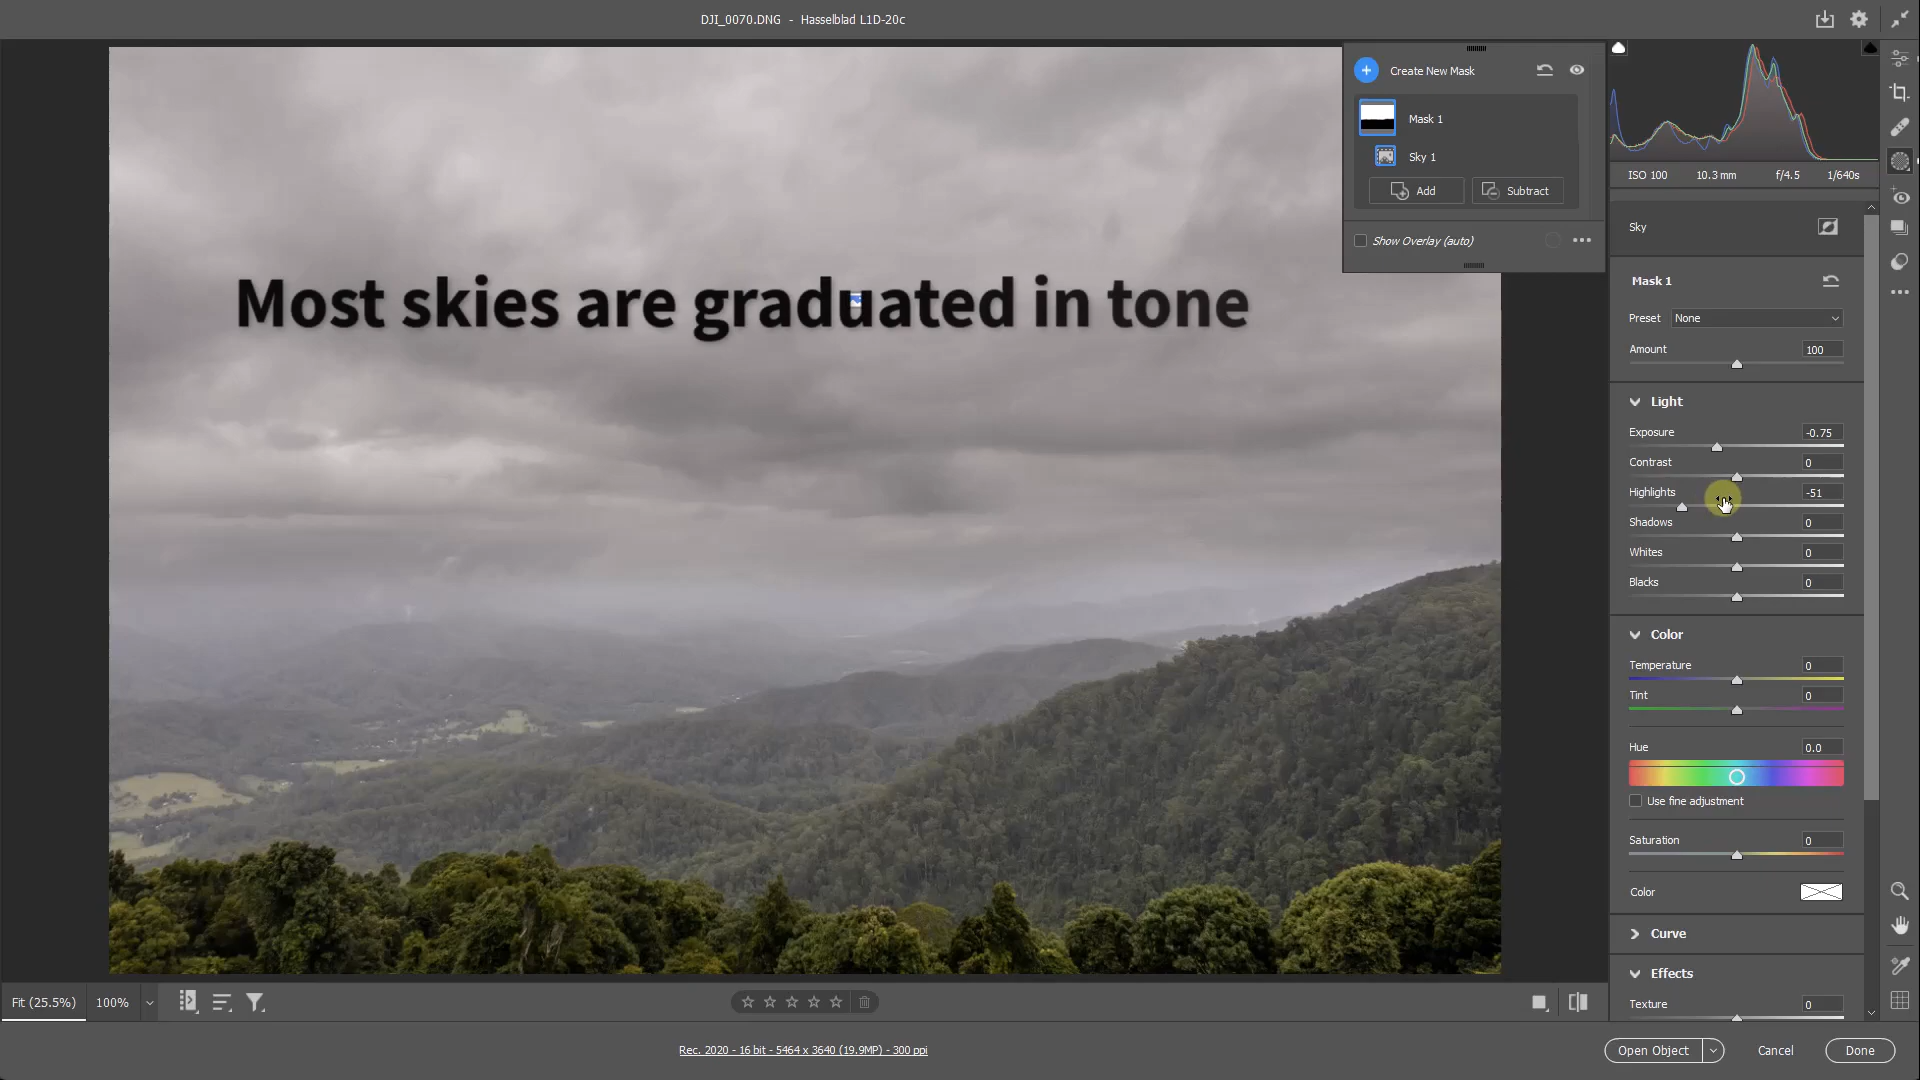 DJI_0070.DNG - Hasselblad L1D-20c
Most skies are graduated in tone
Create New Mask
Mask 1
Sky 1
Add
Subtract
Show Overlay (auto)
ISO 100 10.3 mm f/4.5 1/640s
Sky
Mask 1
Preset None
Amount 100
Light
Exposure -0.75
Contrast 0
Highlights -51
Shadows 0
Whites 0
Blacks 0
Color
Temperature 0
Tint 0
Hue 0.0
Use fine adjustment
Saturation 0
Color
Curve
Effects
Texture 0
Fit (25.5%) 100%
Rec. 2020 - 16 bit - 5464 x 3640 (19.9MP) - 300 ppi
Open Object Cancel Done